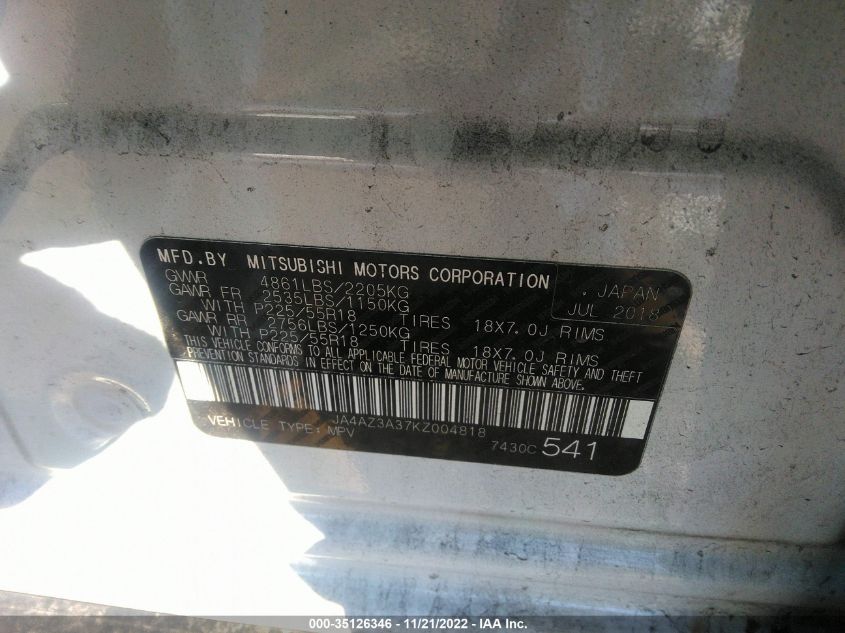 MFD.BY MITSUBISHI MOTORS CORPORATION
GVWR 4861LBS/2205KG . JAPAN
GAWR FR 2535LBS/1150KG JUL 2018
WITH P225/55R18 TIRES 18X7.0J RIMS
GAWR RR 2756LBS/1250KG
WITH P225/55R18 TIRES 18X7.0J RIMS
THIS VEHICLE CONFORMS TO ALL APPLICABLE FEDERAL MOTOR VEHICLE SAFETY AND THEFT
PREVENTION STANDARDS IN EFFECT ON THE DATE OF MANUFACTURE SHOWN ABOVE.
JA4AZ3A37KZ004818
VEHICLE TYPE: MPV 7430C 541
000-35126346 - 11/21/2022 - IAA Inc.